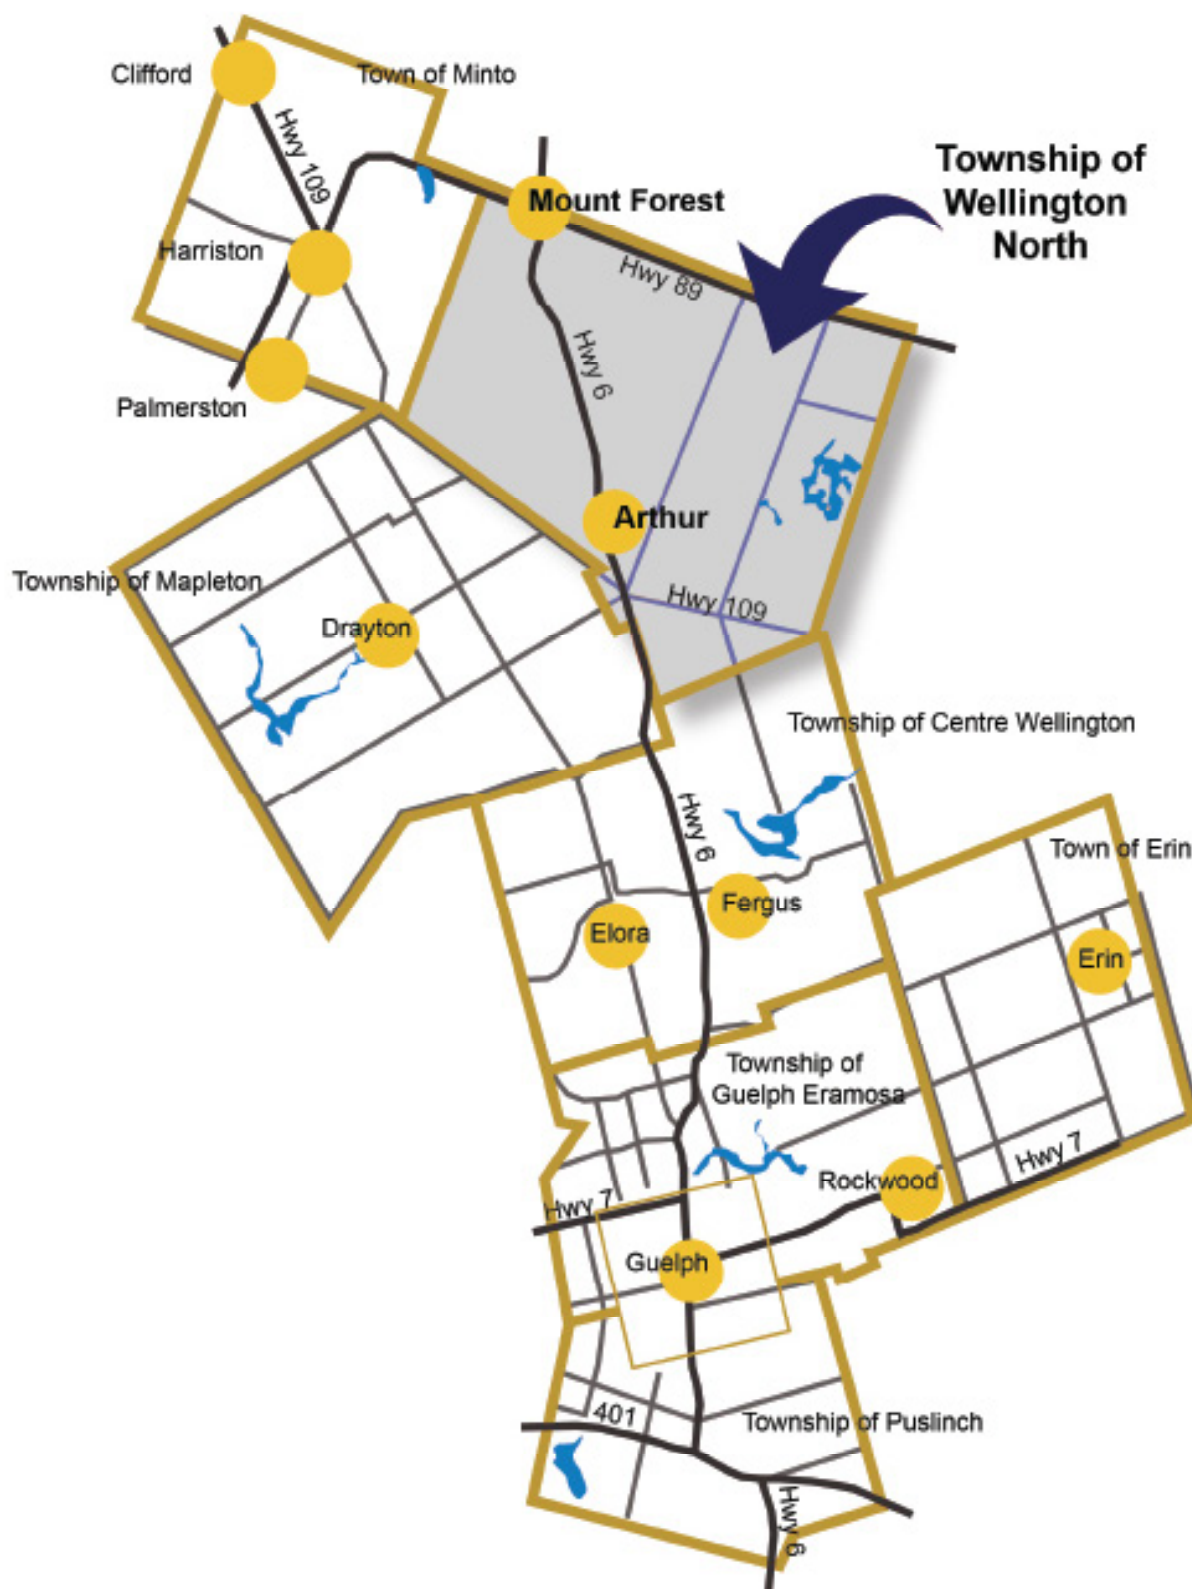 Clifford
Town of Minto
Hwy 109
Township of
Wellington
North
Mount Forest
Harriston
Hwy 89
Hwy 6
Palmerston
Arthur
Township of Mapleton
Hwy 109
Drayton
Township of Centre Wellington
Hwy 6
Town of Erin
Fergus
Elora
Erin
Township of
Guelph Eramosa
Hwy 7
Rockwood
Hwy 7
Guelph
401
Township of Puslinch
Hwy 6